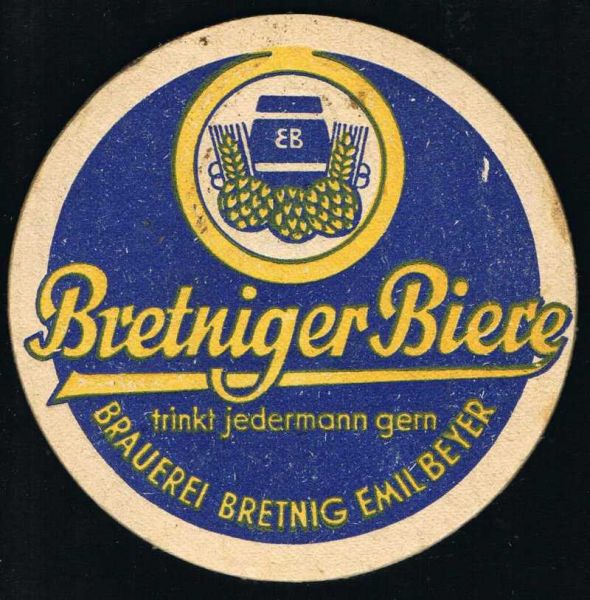 EB
Bretniger Biere
trinkt jedermann gern
BRAUEREI BRETNIG EMIL BEYER